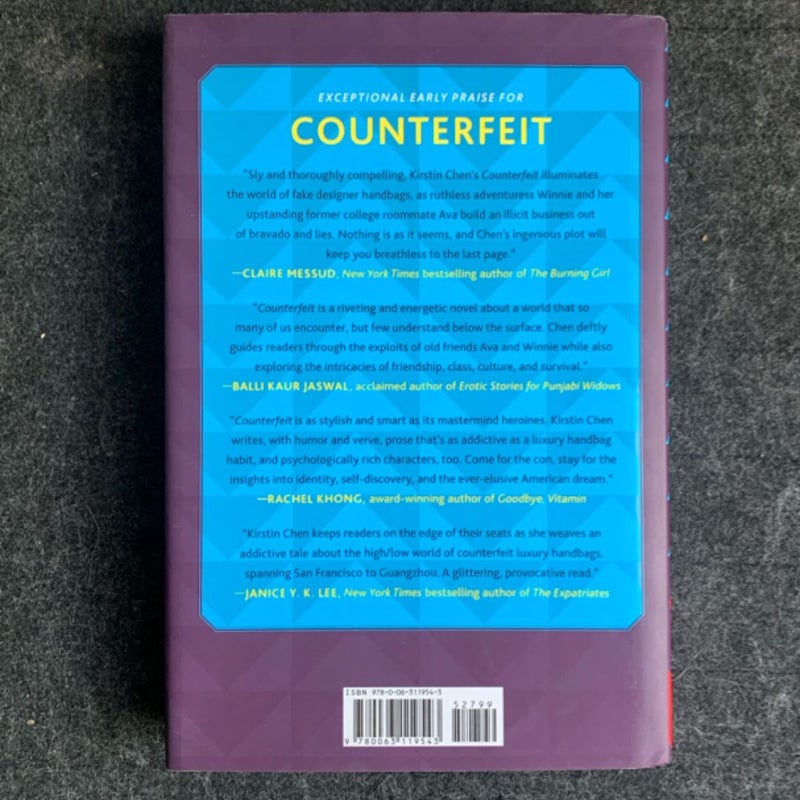 EXCEPTIONAL EARLY PRAISE FOR
COUNTERFEIT
"Sly and thoroughly compelling, Kirstin Chen's Counterfeit illuminates
the world of fake designer handbags, as ruthless adventuress Winnie and her
upstanding former college roommate Ava build an illicit business out
of bravado and lies. Nothing is as it seems, and Chen's ingenious plot will
keep you breathless to the last page."
—CLAIRE MESSUD, New York Times bestselling author of The Burning Girl
"Counterfeit is a riveting and energetic novel about a world that so
many of us encounter, but few understand below the surface. Chen deftly
guides readers through the exploits of old friends Ava and Winnie while also
exploring the intricacies of friendship, class, culture, and survival."
—BALLI KAUR JASWAL, acclaimed author of Erotic Stories for Punjabi Widows
"Counterfeit is as stylish and smart as its mastermind heroines. Kirstin Chen
writes, with humor and verve, prose that's as addictive as a luxury handbag
habit, and psychologically rich characters, too. Come for the con, stay for the
insights into identity, self-discovery, and the ever-elusive American dream."
—RACHEL KHONG, award-winning author of Goodbye, Vitamin
"Kirstin Chen keeps readers on the edge of their seats as she weaves an
addictive tale about the high/low world of counterfeit luxury handbags,
spanning San Francisco to Guangzhou. A glittering, provocative read."
—JANICE Y. K. LEE, New York Times bestselling author of The Expatriates
ISBN 978-0-06-311954-3
52799
9 780063 119543